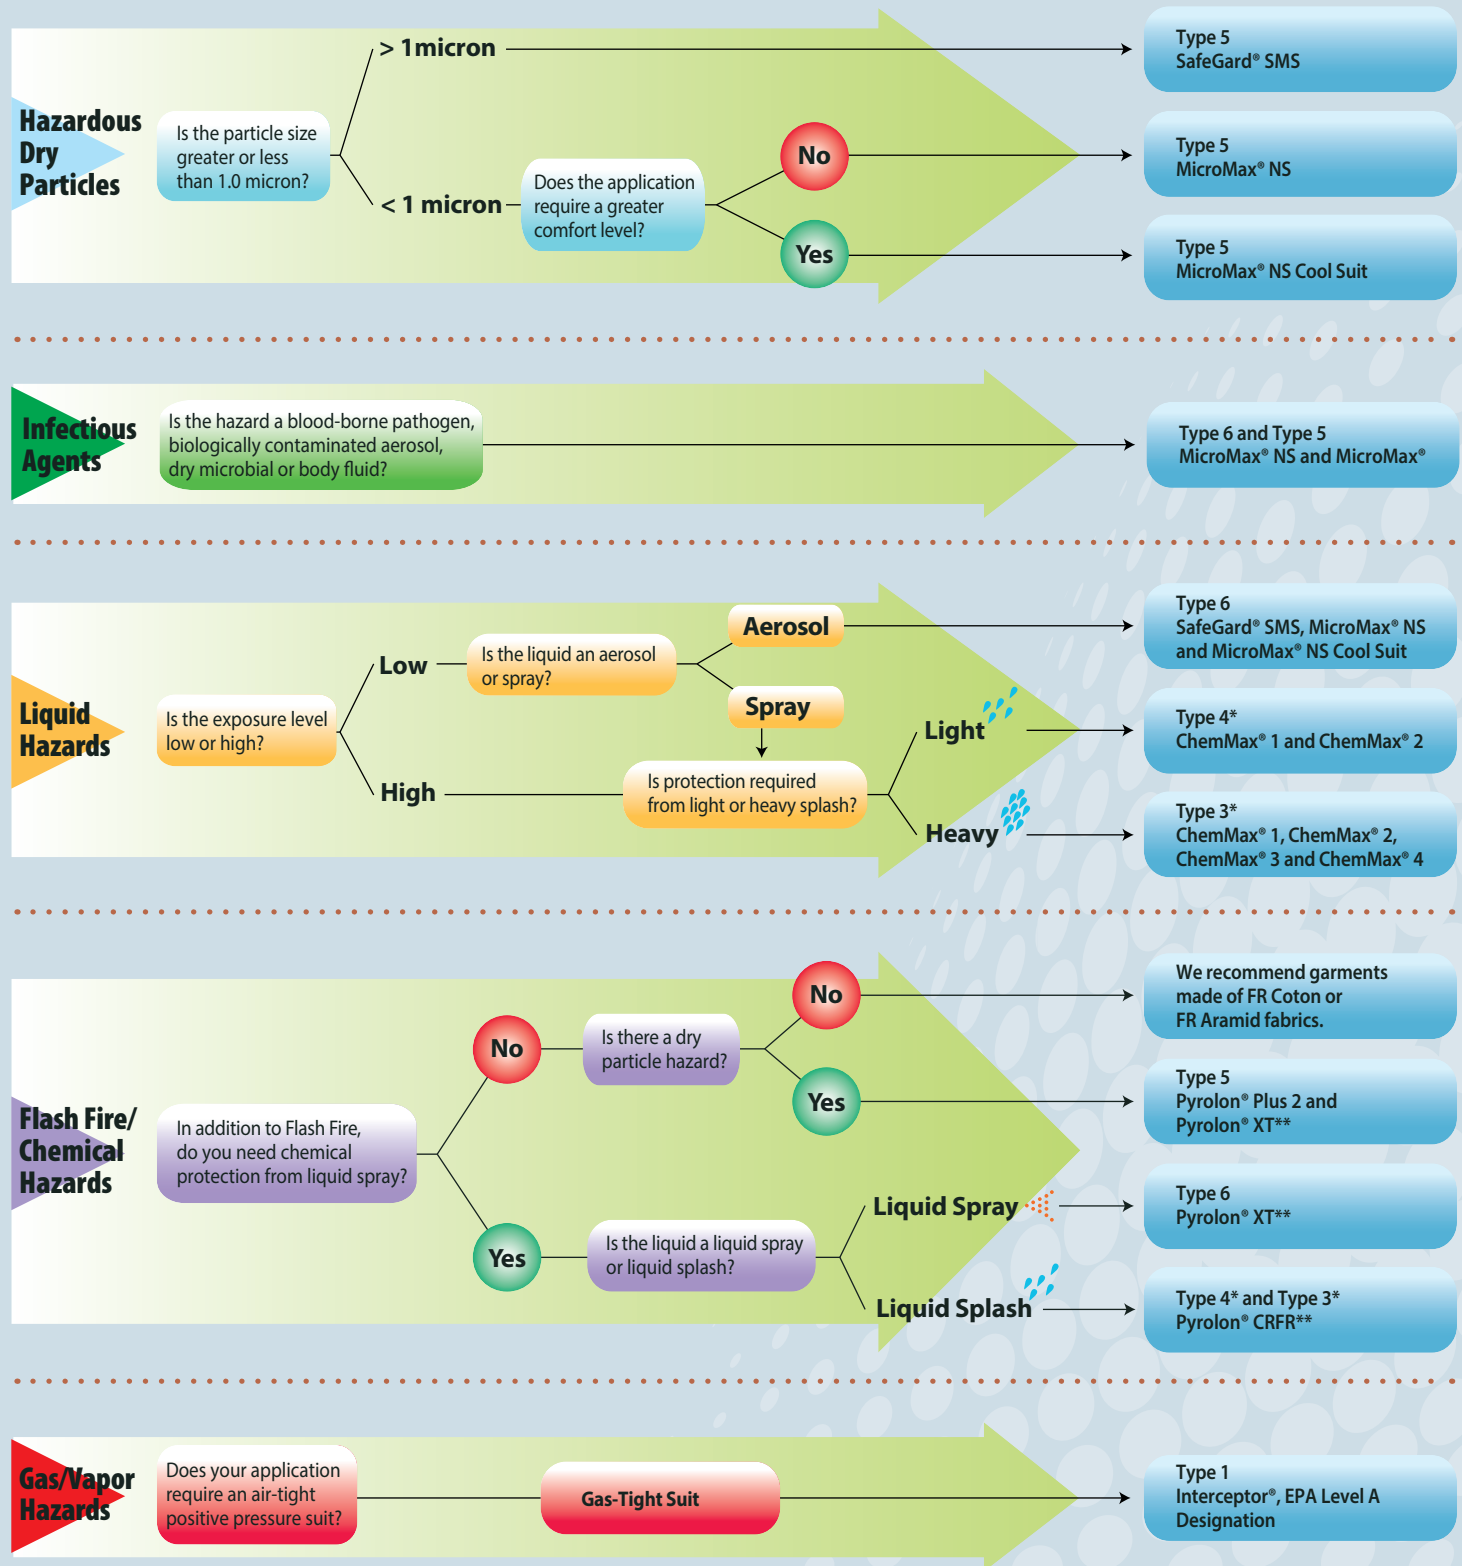 Hazardous
Dry
Particles
Is the particle size
greater or less
than 1.0 micron?
> 1micron
< 1 micron
Does the application
require a greater
comfort level?
No
Yes
Type 5
SafeGard® SMS
Type 5
MicroMax® NS
Type 5
MicroMax® NS Cool Suit
Infectious
Agents
Is the hazard a blood-borne pathogen,
biologically contaminated aerosol,
dry microbial or body fluid?
Type 6 and Type 5
MicroMax® NS and MicroMax®
Liquid
Hazards
Is the exposure level
low or high?
Low
High
Is the liquid an aerosol
or spray?
Aerosol
Spray
Is protection required
from light or heavy splash?
Light
Heavy
Type 6
SafeGard® SMS, MicroMax® NS
and MicroMax® NS Cool Suit
Type 4*
ChemMax® 1 and ChemMax® 2
Type 3*
ChemMax® 1, ChemMax® 2,
ChemMax® 3 and ChemMax® 4
Flash Fire/
Chemical
Hazards
In addition to Flash Fire,
do you need chemical
protection from liquid spray?
No
Is there a dry
particle hazard?
No
Yes
Yes
Is the liquid a liquid spray
or liquid splash?
Liquid Spray
Liquid Splash
We recommend garments
made of FR Coton or
FR Aramid fabrics.
Type 5
Pyrolon® Plus 2 and
Pyrolon® XT**
Type 6
Pyrolon® XT**
Type 4* and Type 3*
Pyrolon® CRFR**
Gas/Vapor
Hazards
Does your application
require an air-tight
positive pressure suit?
Gas-Tight Suit
Type 1
Interceptor®, EPA Level A
Designation